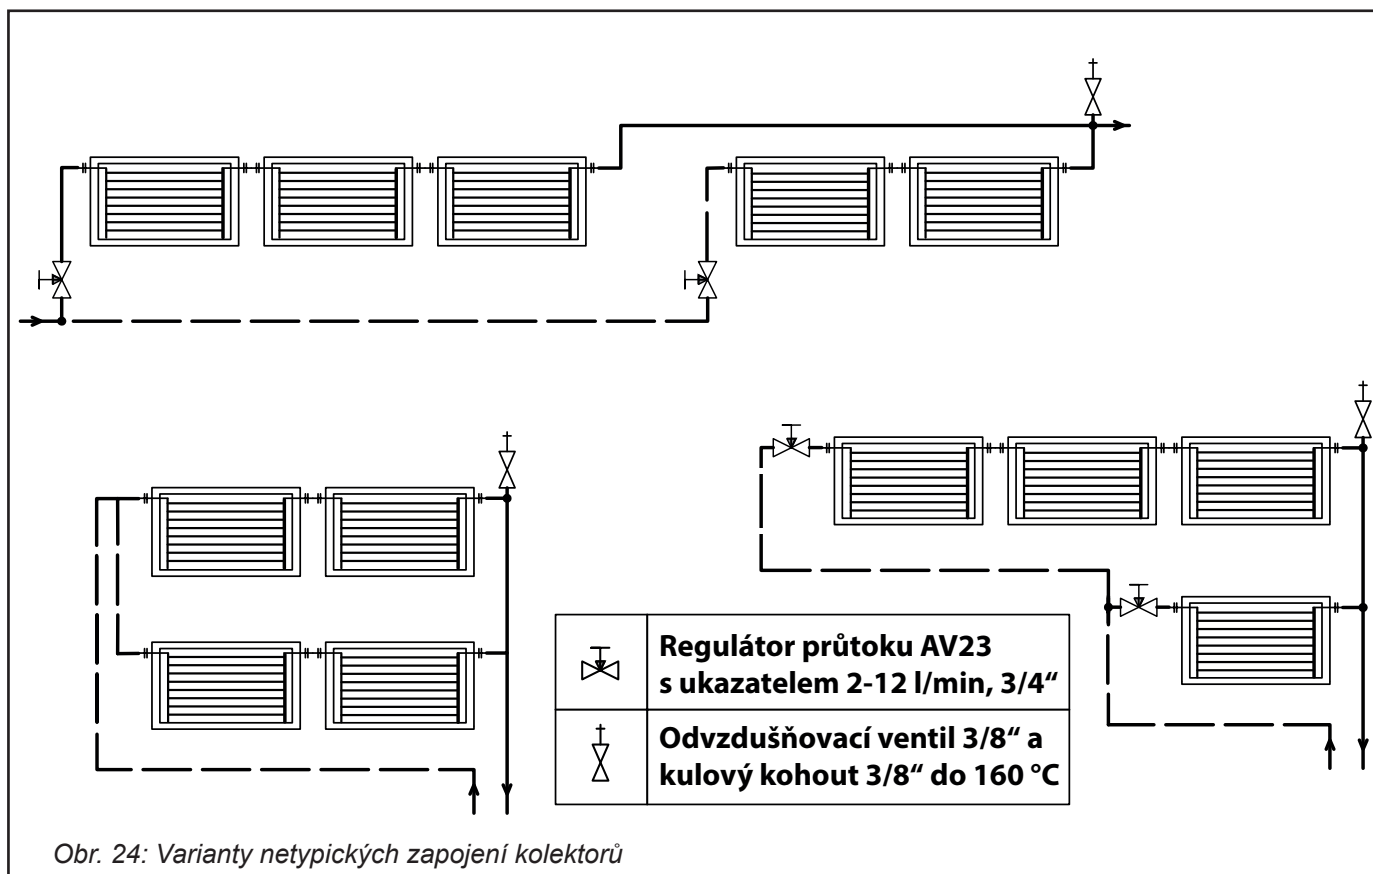 Regulátor průtoku AV23
s ukazatelem 2-12 l/min, 3/4“
Odvzdušňovací ventil 3/8“ a
kulový kohout 3/8“ do 160 °C
Obr. 24: Varianty netypických zapojení kolektorů